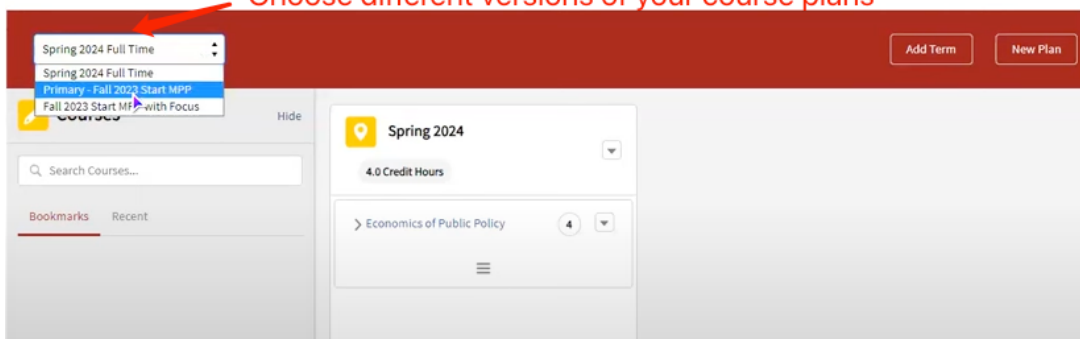 Choose different versions of your course plans
Spring 2024 Full Time
Add Term
New Plan
Spring 2024 Full Time
Primary - Fall 2023 Start MPP
Fall 2023 Start with Focus
Courses
Hide
Search Courses...
Bookmarks Recent
Spring 2024
4.0 Credit Hours
Economics of Public Policy 4